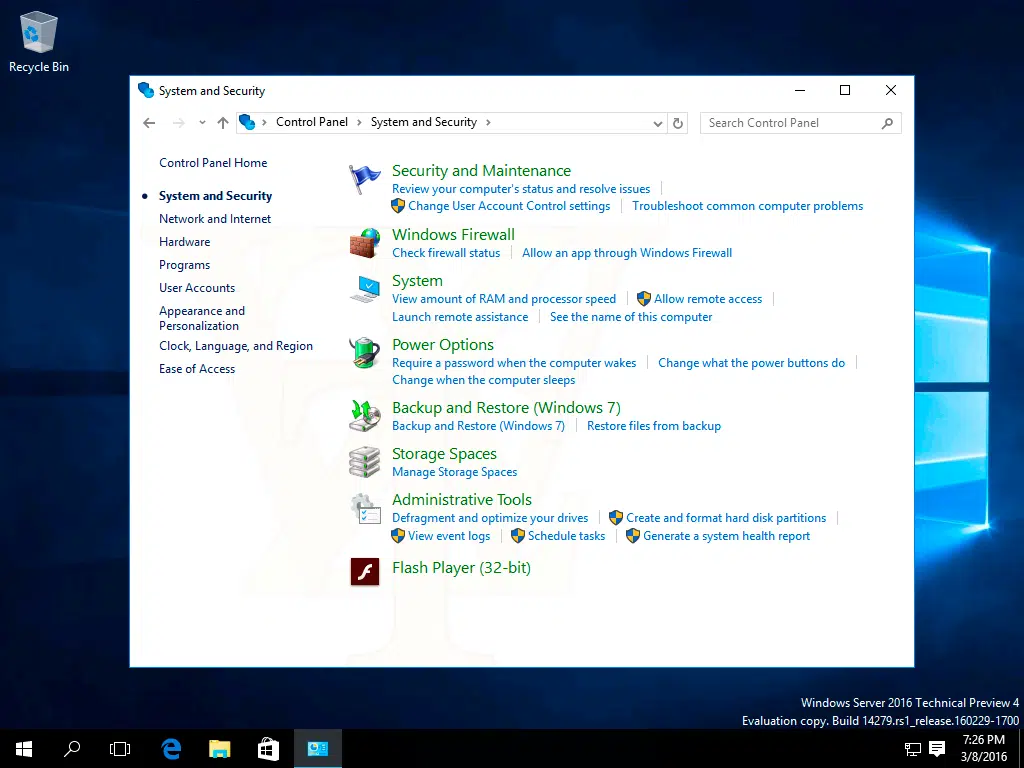 Recycle Bin
System and Security
Control Panel System and Security
Search Control Panel
Control Panel Home
System and Security
Network and Internet
Hardware
Programs
User Accounts
Appearance and
Personalization
Clock, Language, and Region
Ease of Access
Security and Maintenance
Review your computer's status and resolve issues
Change User Account Control settings Troubleshoot common computer problems
Windows Firewall
Check firewall status Allow an app through Windows Firewall
System
View amount of RAM and processor speed Allow remote access
Launch remote assistance See the name of this computer
Power Options
Require a password when the computer wakes Change what the power buttons do
Change when the computer sleeps
Backup and Restore (Windows 7)
Backup and Restore (Windows 7) Restore files from backup
Storage Spaces
Manage Storage Spaces
Administrative Tools
Defragment and optimize your drives Create and format hard disk partitions
View event logs Schedule tasks Generate a system health report
Flash Player (32-bit)
Windows Server 2016 Technical Preview 4
Evaluation copy. Build 14279.rs1_release.160229-1700
7:26 PM
3/8/2016